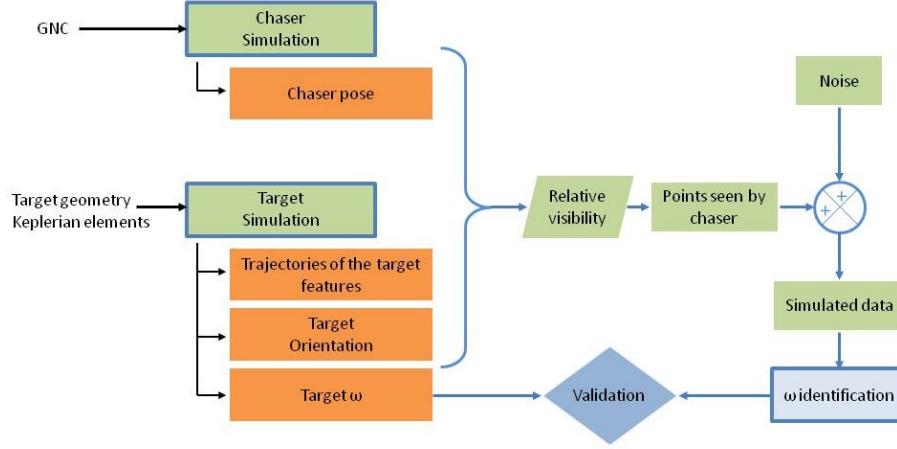 GNC
Chaser
Simulation
Chaser pose
Noise
Target geometry
Keplerian elements
Target
Simulation
Relative
visibility
Points seen by
chaser
+
+
Trajectories of the target
features
Simulated data
Target
Orientation
Target ω
Validation
ω identification